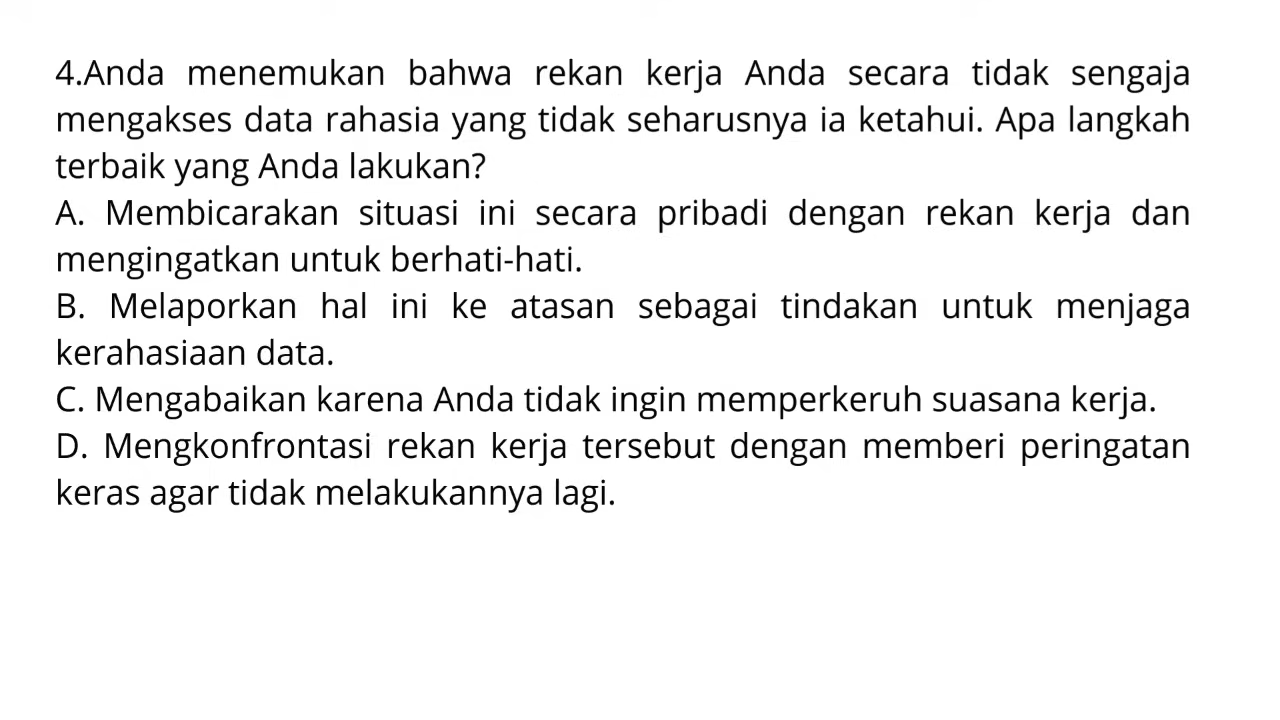 4.Anda menemukan bahwa rekan kerja Anda secara tidak sengaja
mengakses data rahasia yang tidak seharusnya ia ketahui. Apa langkah
terbaik yang Anda lakukan?
A. Membicarakan situasi ini secara pribadi dengan rekan kerja dan
mengingatkan untuk berhati-hati.
B. Melaporkan hal ini ke atasan sebagai tindakan untuk menjaga
kerahasiaan data.
C. Mengabaikan karena Anda tidak ingin memperkeruh suasana kerja.
D. Mengkonfrontasi rekan kerja tersebut dengan memberi peringatan
keras agar tidak melakukannya lagi.